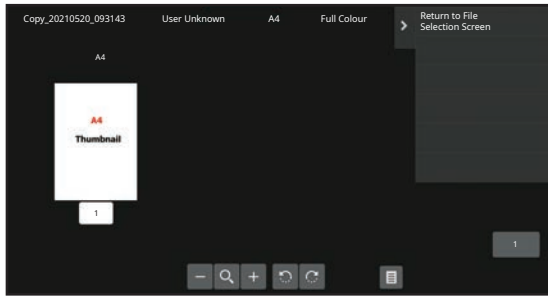 Copy_20210520_093143 User Unknown A4 Full Colour
Return to File
Selection Screen
A4
A4
Thumbnail
1
1